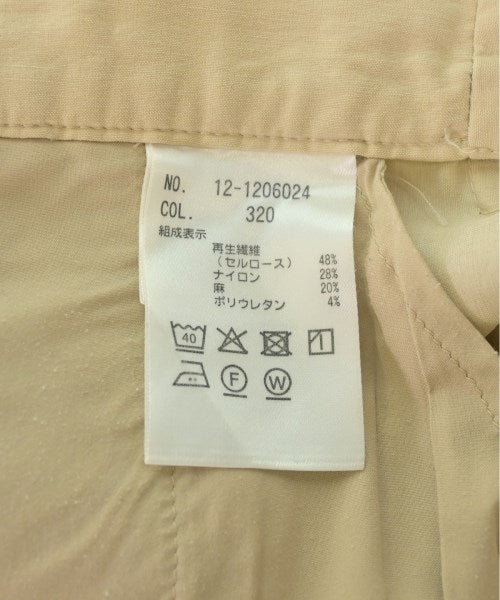 NO. 12-1206024
COL. 320
組成表示
再生繊維
(セルロース) 48%
ナイロン 28%
麻 20%
ポリウレタン 4%
40
F W